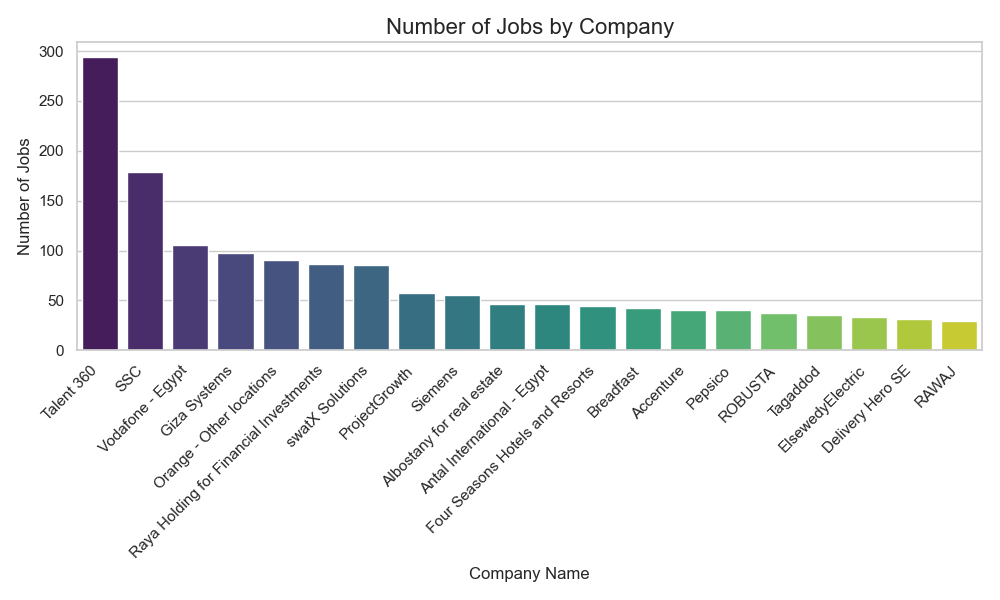 Number of Jobs by Company
Number of Jobs
300
250
200
150
100
50
0
Talent 360
SSC
Vodafone - Egypt
Giza Systems
Orange - Other locations
Raya Holding for Financial Investments
swatX Solutions
ProjectGrowth
Siemens
Albostany for real estate
Antal International - Egypt
Four Seasons Hotels and Resorts
Breadfast
Accenture
Pepsico
ROBUSTA
Tagaddod
ElsewedyElectric
Delivery Hero SE
RAWAJ
Company Name